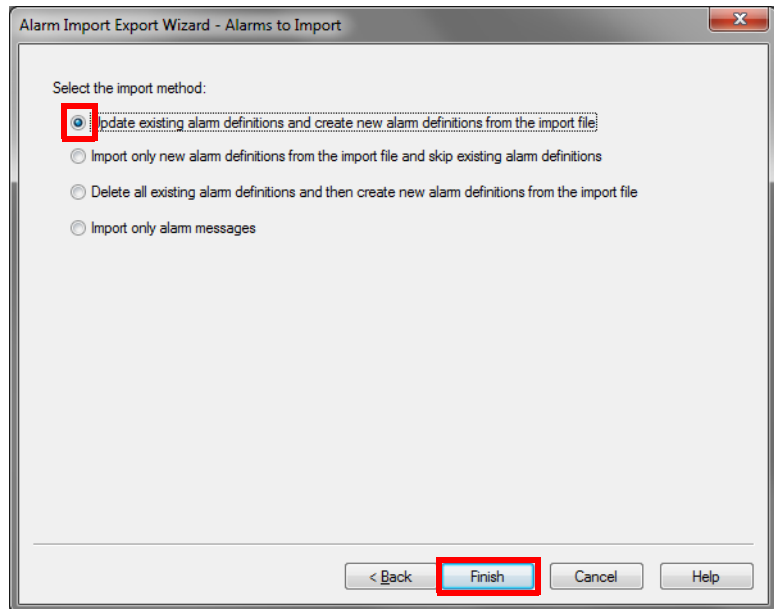 Alarm Import Export Wizard - Alarms to Import
Select the import method:
Update existing alarm definitions and create new alarm definitions from the import file
Import only new alarm definitions from the import file and skip existing alarm definitions
Delete all existing alarm definitions and then create new alarm definitions from the import file
Import only alarm messages
< Back Finish Cancel Help